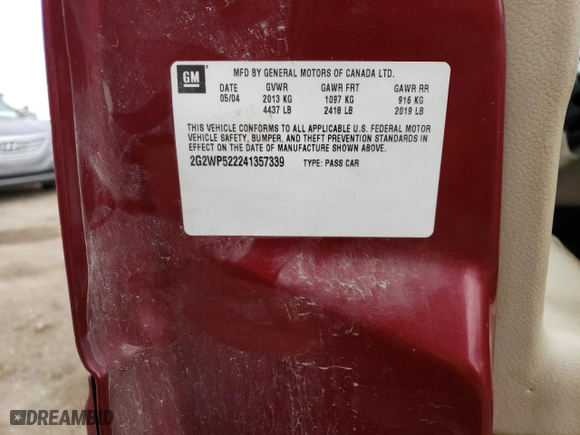 GM
MFD BY GENERAL MOTORS OF CANADA LTD.
DATE GVWR GAWR FRT GAWR RR
05/04 2013 KG 1097 KG 916 KG
4437 LB 2418 LB 2019 LB
THIS VEHICLE CONFORMS TO ALL APPLICABLE U.S. FEDERAL MOTOR
VEHICLE SAFETY, BUMPER, AND THEFT PREVENTION STANDARDS IN
EFFECT ON THE DATE OF MANUFACTURE SHOWN ABOVE.
2G2WP522241357339 TYPE: PASS CAR
DREAMBID